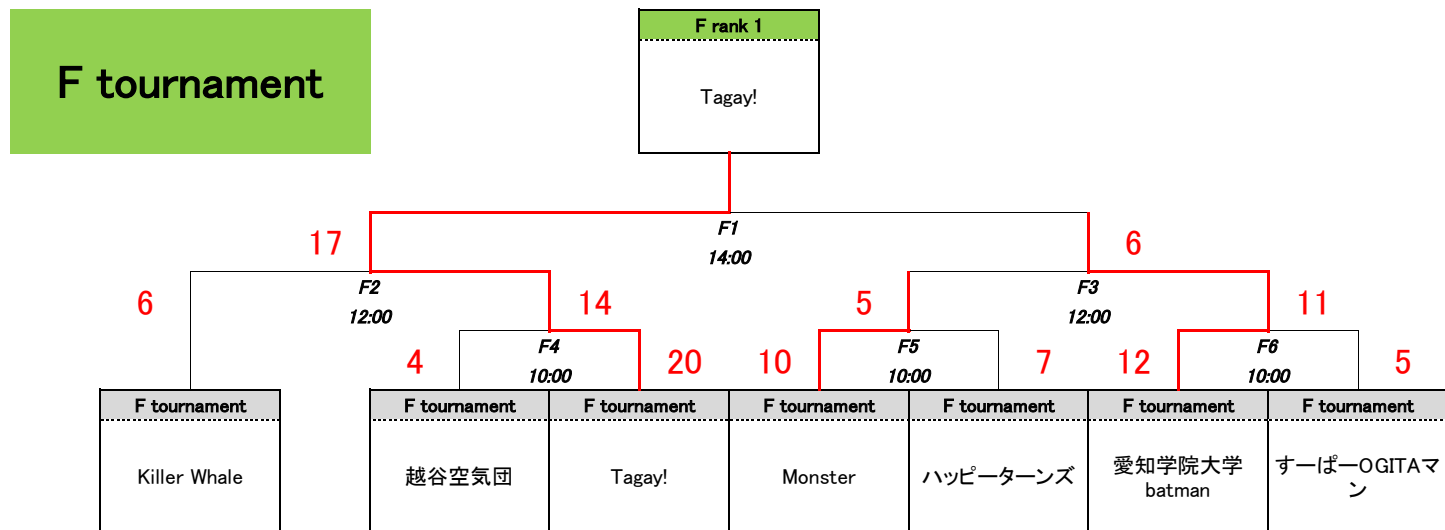 F tournament
F rank 1
Tagay!
F1
14:00
17
6
F2
12:00
F3
12:00
6
14
5
11
F4
10:00
F5
10:00
F6
10:00
4
20
10
7
12
5
F tournament
F tournament
F tournament
F tournament
F tournament
F tournament
F tournament
Killer Whale
越谷空気団
Tagay!
Monster
ハッピーターンズ
愛知学院大学
batman
すーぱーOGITAマ
ン